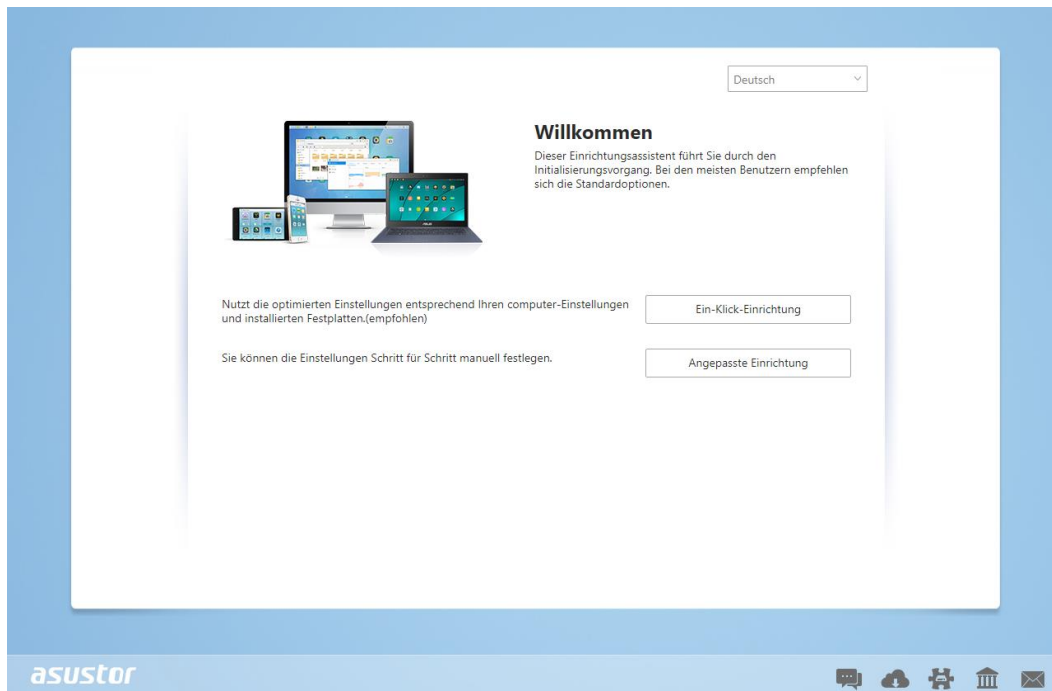 Deutsch
Willkommen
Dieser Einrichtungsassistent führt Sie durch den
Initialisierungsvorgang. Bei den meisten Benutzern empfehlen
sich die Standardoptionen.
Nutzt die optimierten Einstellungen entsprechend Ihren computer-Einstellungen
und installierten Festplatten.(empfohlen)
Ein-Klick-Einrichtung
Sie können die Einstellungen Schritt für Schritt manuell festlegen.
Angepasste Einrichtung
asustor